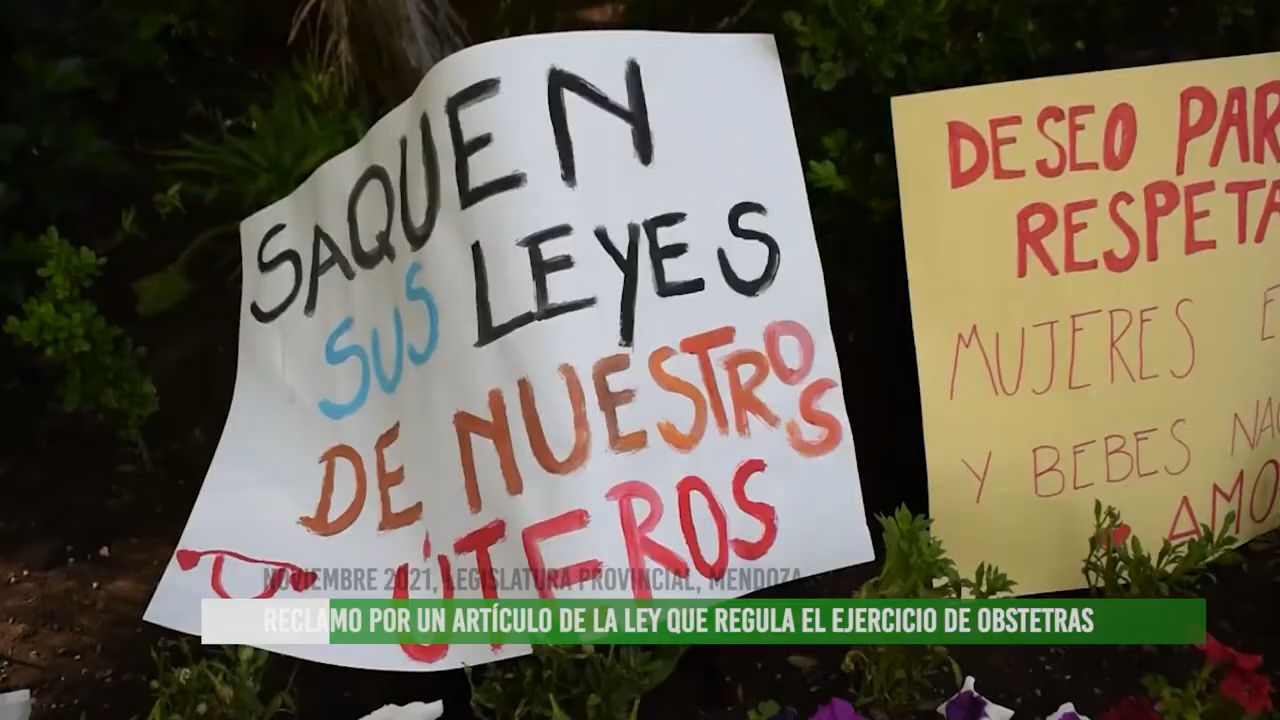 SAQUEN
SUS LEYES
DE NUESTROS
ÚTEROS
DESEO PAR
RESPETA
MUJERES E
Y BEBES NAC
AMO
NOVIEMBRE 2021, LEGISLATURA PROVINCIAL, MENDOZA
RECLAMO POR UN ARTÍCULO DE LA LEY QUE REGULA EL EJERCICIO DE OBSTETRAS